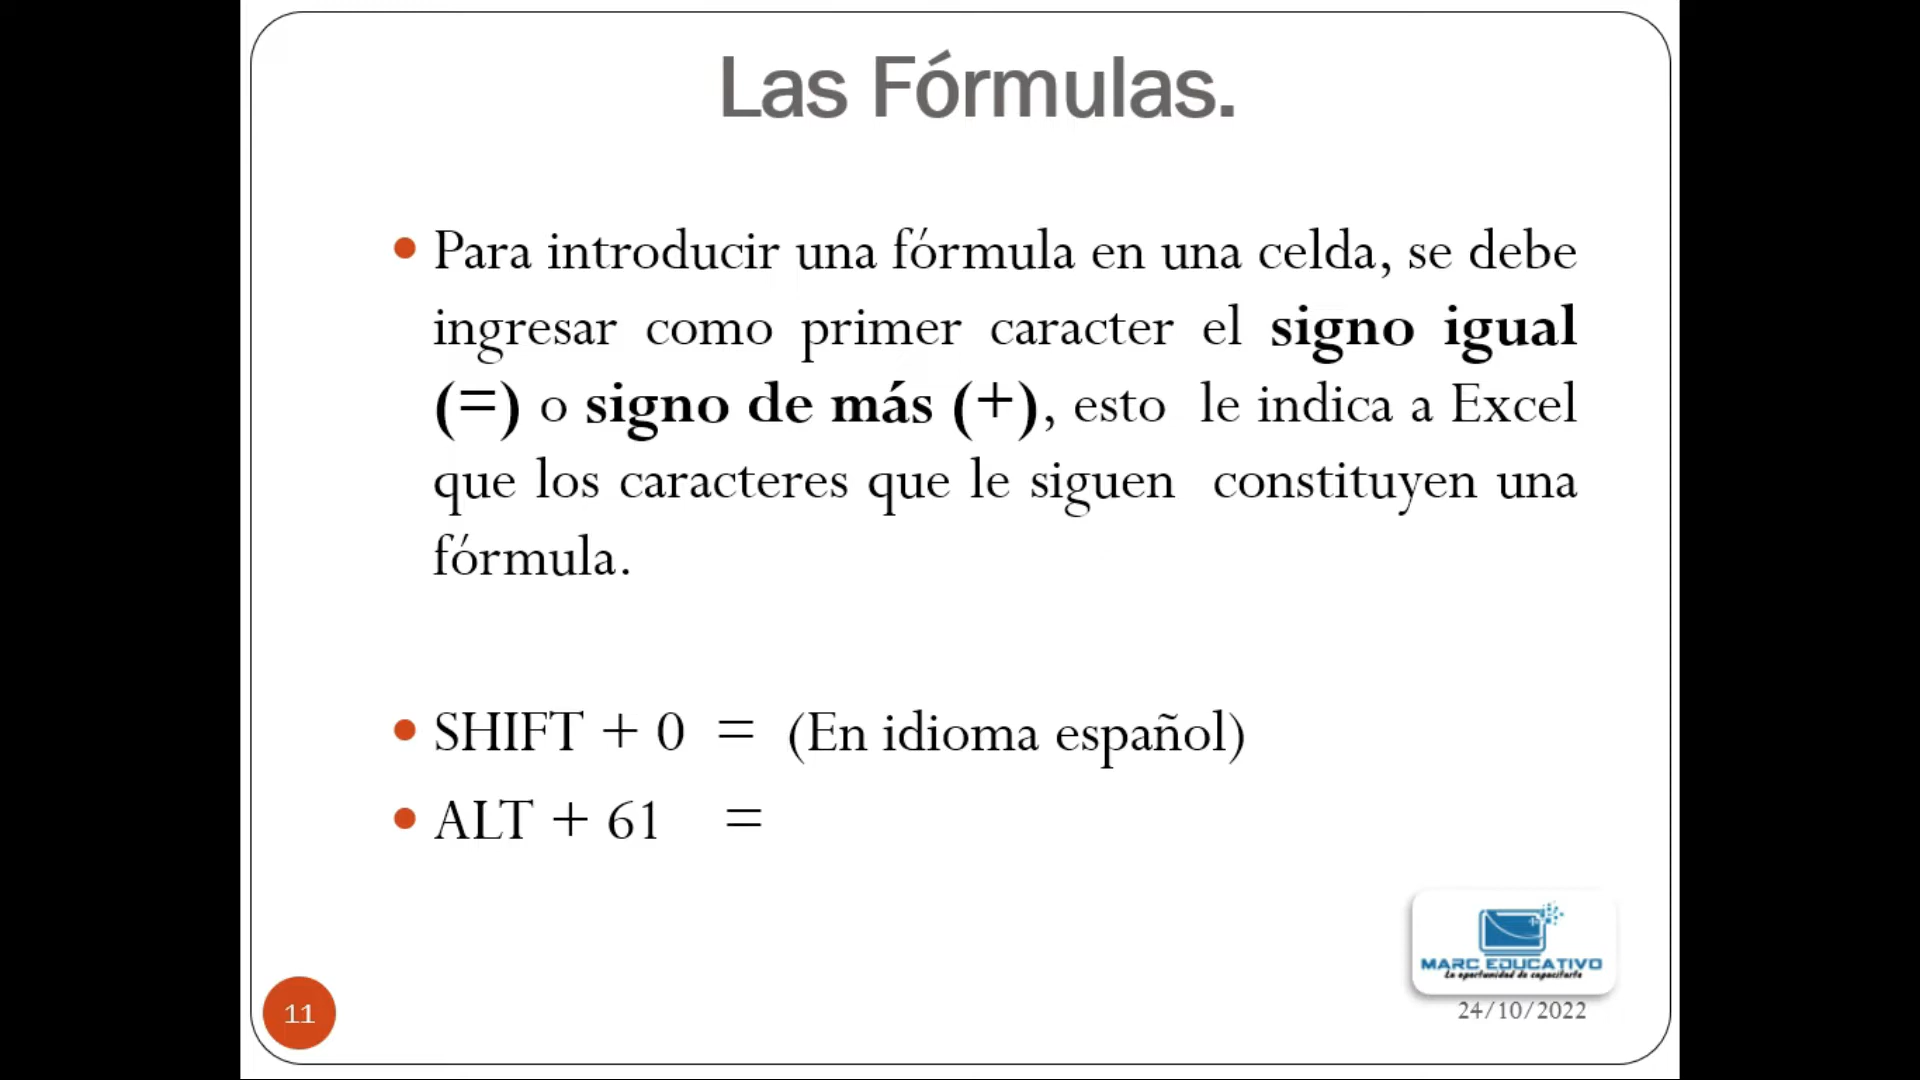 Las Fórmulas.
• Para introducir una fórmula en una celda, se debe
ingresar como primer caracter el signo igual
(=) o signo de más (+), esto le indica a Excel
que los caracteres que le siguen constituyen una
fórmula.
• SHIFT + 0 = (En idioma español)
• ALT + 61 =
MARC EDUCATIVO
La oportunidad de capacitarte
11
24/10/2022